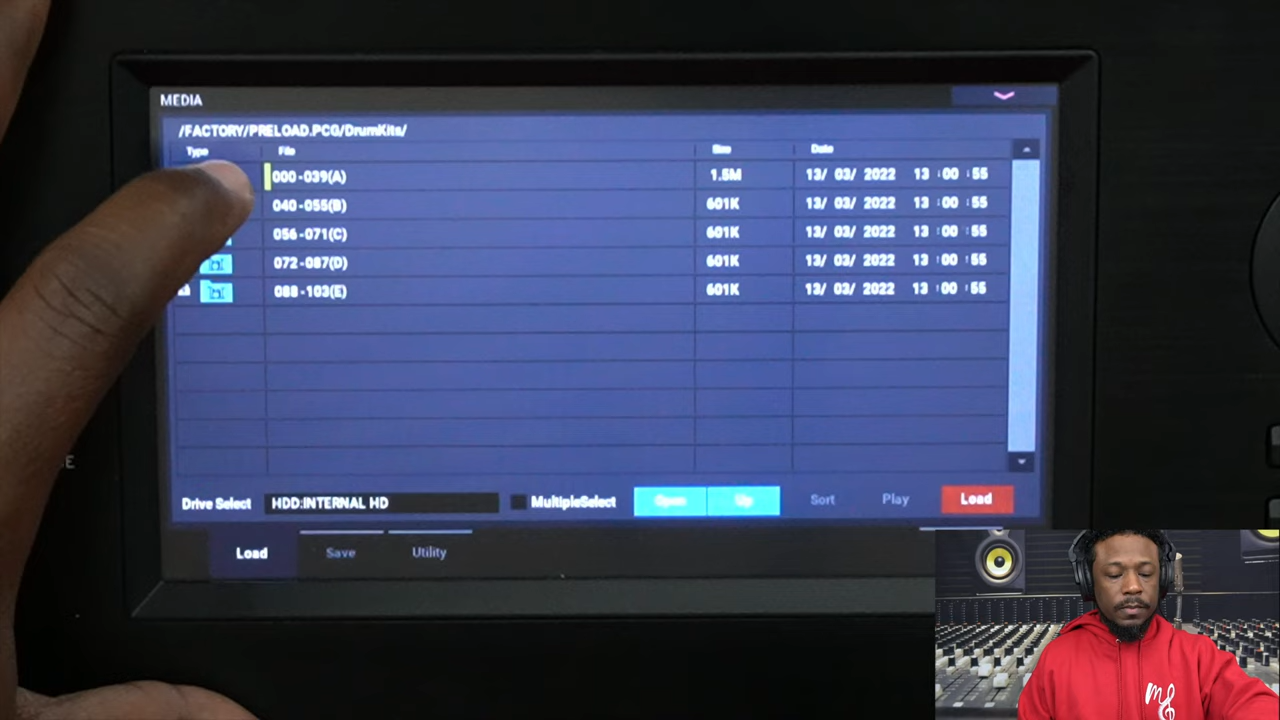 MEDIA
/FACTORY/PRELOAD.PCG/DrumKits/
Type File Size Date
000-039(A) 1.5M 13/ 03/ 2022 13 :00 :55
040-055(B) 601K 13/ 03/ 2022 13 :00 :55
056-071(C) 601K 13/ 03/ 2022 13 :00 :55
072-087(D) 601K 13/ 03/ 2022 13 :00 :55
088-103(E) 601K 13/ 03/ 2022 13 :00 :55
Drive Select HDD:INTERNAL HD MultipleSelect Open Up Sort Play Load
Load Save Utility